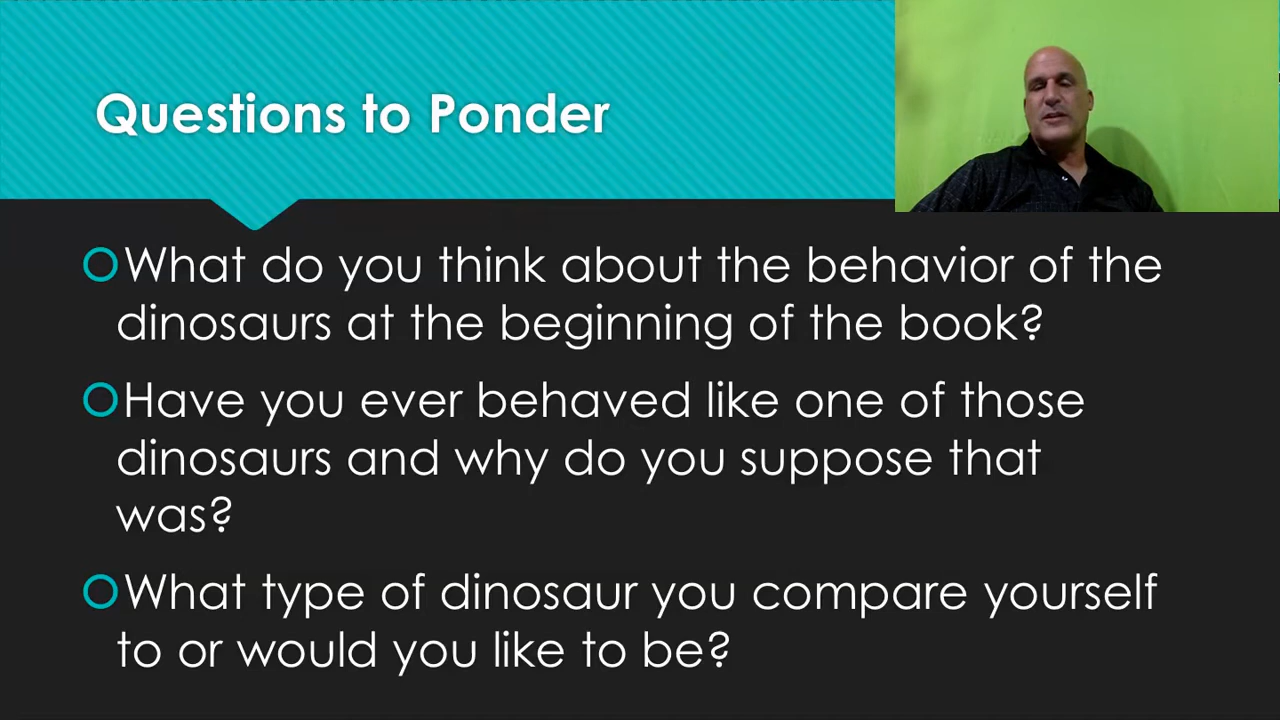 Questions to Ponder
What do you think about the behavior of the
dinosaurs at the beginning of the book?
Have you ever behaved like one of those
dinosaurs and why do you suppose that
was?
What type of dinosaur you compare yourself
to or would you like to be?